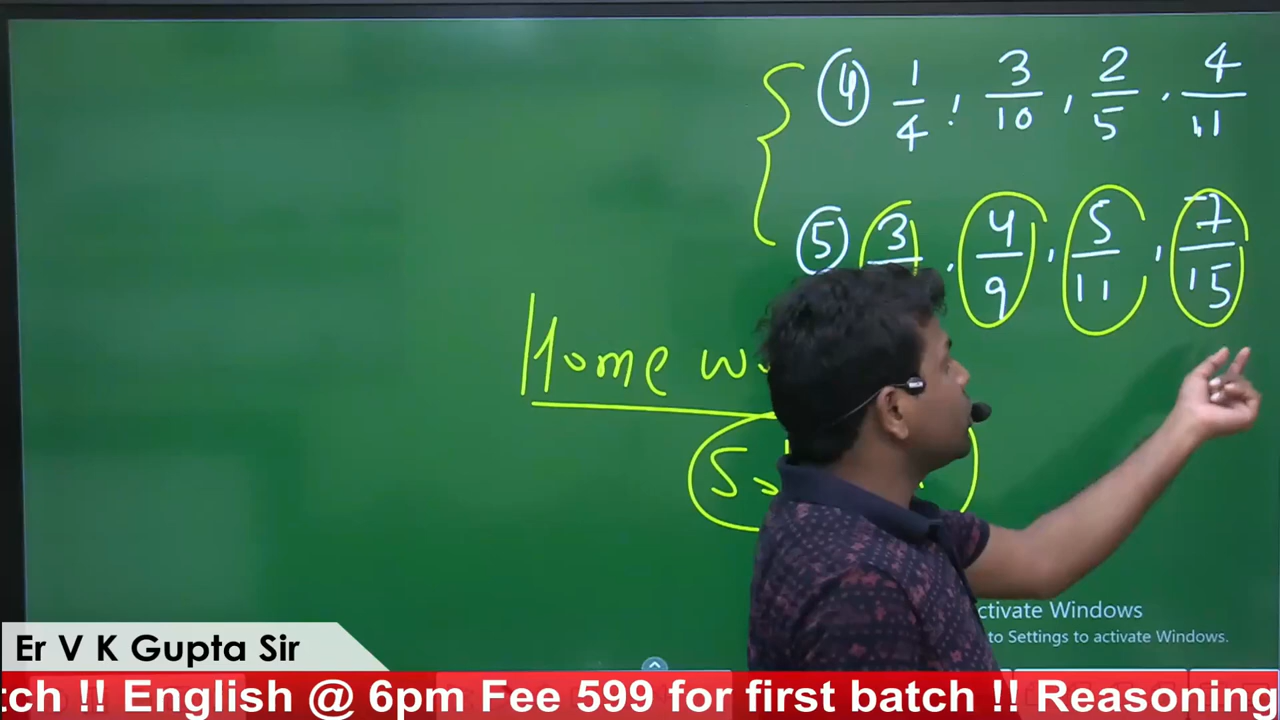 ④ 1/4, 3/10, 2/5, 4/11
⑤ 3, 4/9, 5/11, 7/15
Home
Er V K Gupta Sir
ctivate Windows
to Settings to activate Windows.
tch !! English @ 6pm Fee 599 for first batch !! Reasoning